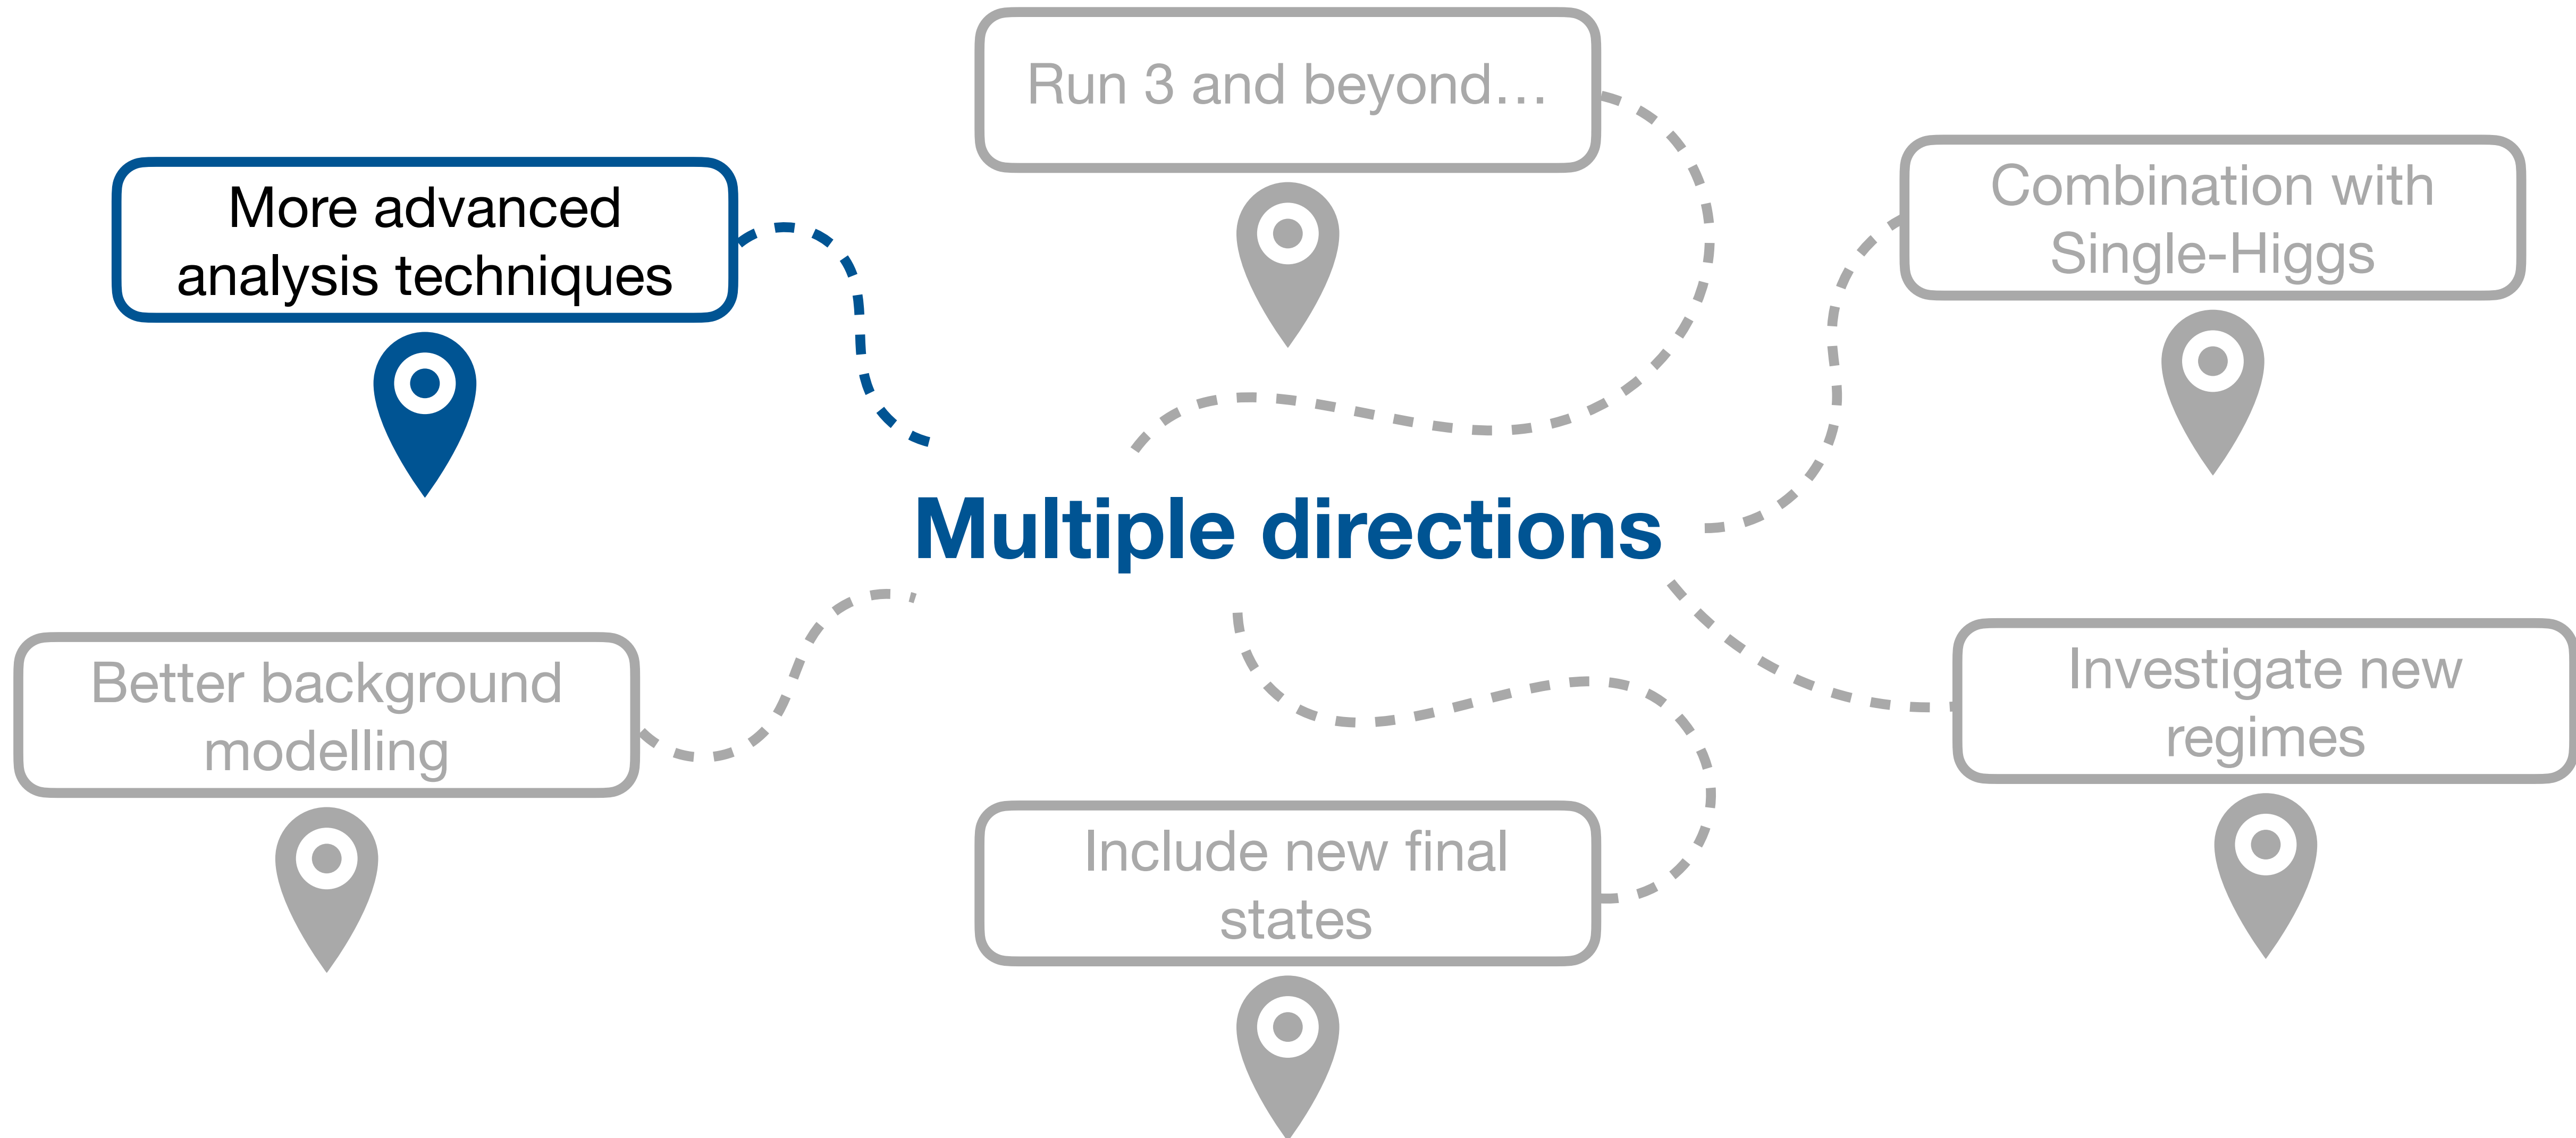 Run 3 and beyond…
More advanced
analysis techniques
Combination with
Single-Higgs
Multiple directions
Better background
modelling
Investigate new
regimes
Include new final
states